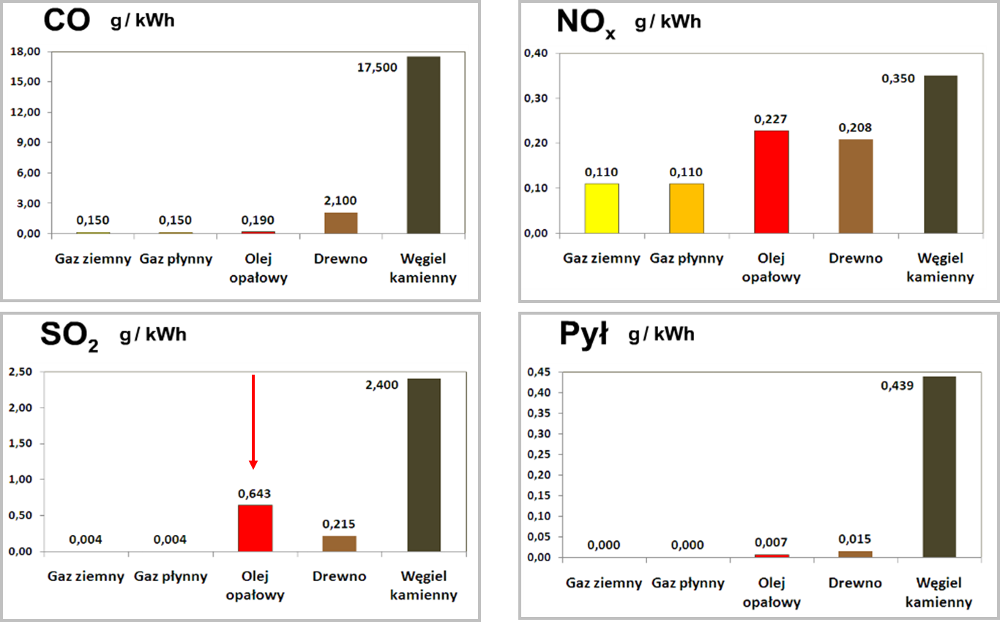 CO g / kWh
18,00
15,00
12,00
9,00
6,00
3,00
0,00
0,150
0,150
0,190
2,100
17,500
Gaz ziemny
Gaz płynny
Olej
opałowy
Drewno
Węgiel
kamienny
NOx g / kWh
0,40
0,30
0,20
0,10
0,00
0,110
0,110
0,227
0,208
0,350
Gaz ziemny
Gaz płynny
Olej
opałowy
Drewno
Węgiel
kamienny
SO2 g / kWh
2,50
2,00
1,50
1,00
0,50
0,00
0,004
0,004
0,643
0,215
2,400
Gaz ziemny
Gaz płynny
Olej
opałowy
Drewno
Węgiel
kamienny
Pył g / kWh
0,45
0,40
0,35
0,30
0,25
0,20
0,15
0,10
0,05
0,00
0,000
0,000
0,007
0,015
0,439
Gaz ziemny
Gaz płynny
Olej
opałowy
Drewno
Węgiel
kamienny